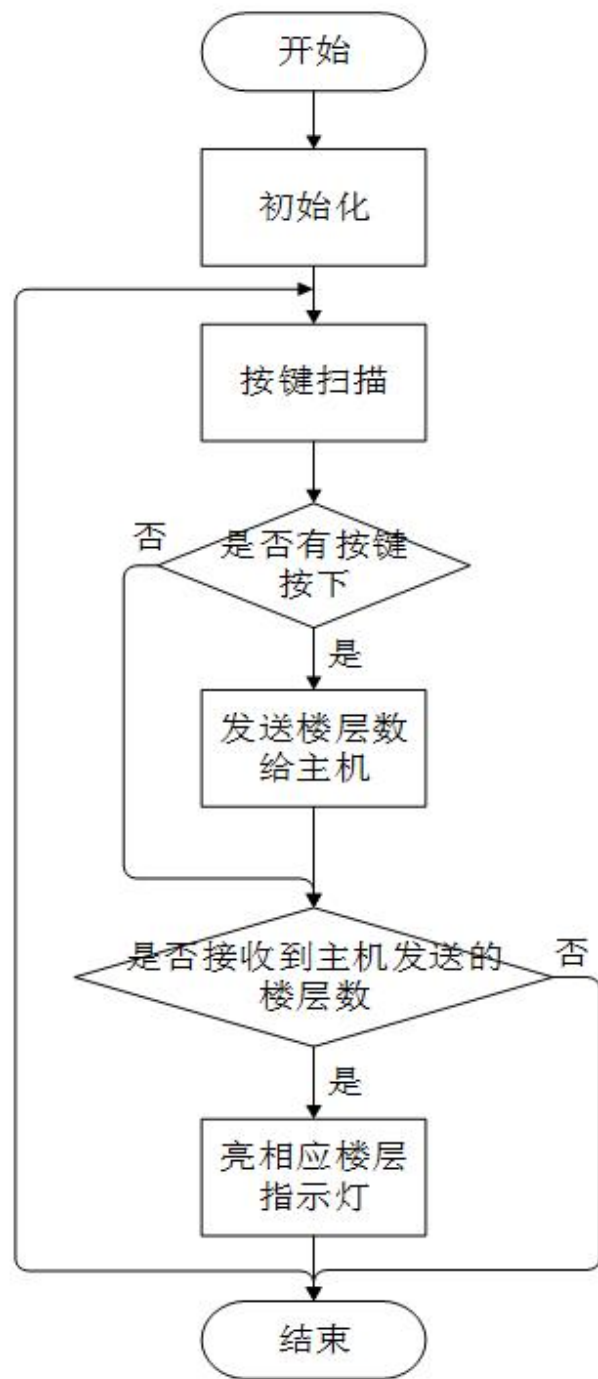 开始
初始化
按键扫描
否
是否有按键
按下
是
发送楼层数
给主机
是否接收到主机发送的
楼层数
否
是
亮相应楼层
指示灯
结束